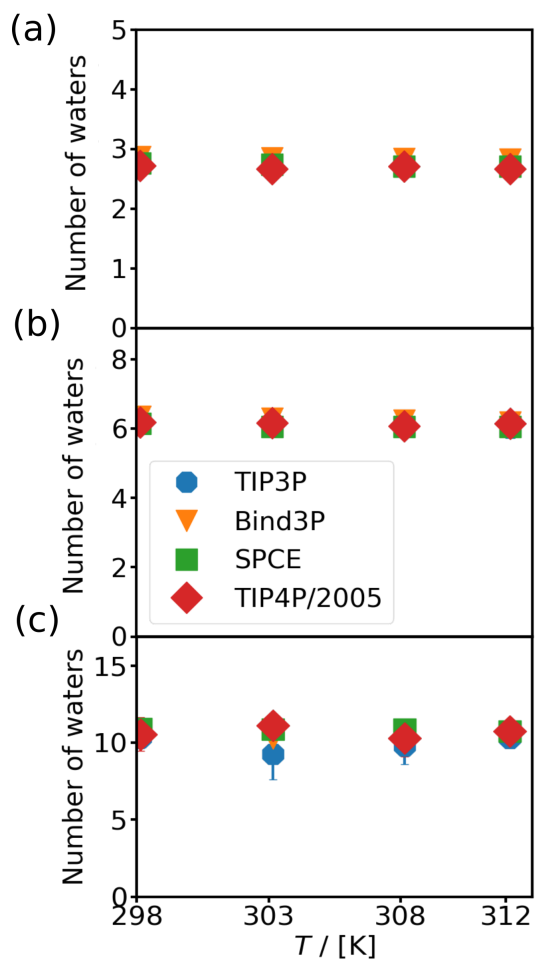 (a)
Number of waters
5
4
3
2
1
0
(b)
Number of waters
8
6
4
2
0
TIP3P
Bind3P
SPCE
TIP4P/2005
(c)
Number of waters
15
10
5
0
298 303 308 312
T / [K]